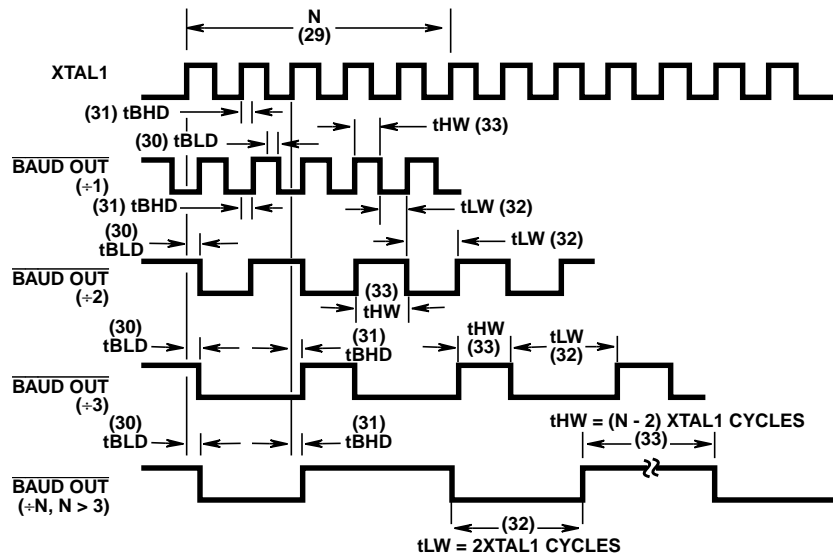 N
(29)
XTAL1
(31) tBHD
(30) tBLD
tHW (33)
BAUD OUT
(÷1)
(31) tBHD
tLW (32)
(30)
tBLD
tLW (32)
BAUD OUT
(÷2)
(33)
tHW
(30)
tBLD
(31)
tBHD
tHW
(33)
tLW
(32)
BAUD OUT
(÷3)
(30)
tBLD
(31)
tBHD
tHW = (N - 2) XTAL1 CYCLES
(33)
BAUD OUT
(÷N, N > 3)
(32)
tLW = 2XTAL1 CYCLES